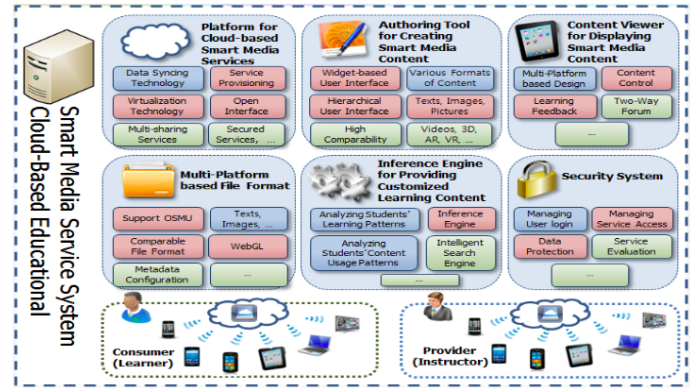 Cloud-Based Educational
Smart Media Service System
Platform for
Cloud-based
Smart Media
Services
Data Syncing
Technology
Service
Provisioning
Virtualization
Technology
Open
Interface
Multi-sharing
Services
Secured
Services, ...
Authoring Tool
for Creating
Smart Media
Content
Widget-based
User Interface
Various Formats
of Content
Hierarchical
User Interface
Texts, Images,
Pictures
High
Comparability
Videos, 3D,
AR, VR, ...
Content Viewer
for Displaying
Smart Media
Content
Multi-Platform
based Design
Content
Control
Learning
Feedback
Two-Way
Forum
...
Multi-Platform
based File Format
Support OSMU
Texts,
Images, ...
Comparable
File Format
WebGL
Metadata
Configuration
...
Inference Engine
for Providing
Customized
Learning Content
Analyzing Students'
Learning Patterns
Inference
Engine
Analyzing
Students'Content
Usage Patterns
Intelligent
Search
Engine
...
Security System
Managing
User login
Managing
Service Access
Data
Protection
Service
Evaluation
...
Consumer
(Learner)
Provider
(Instructor)